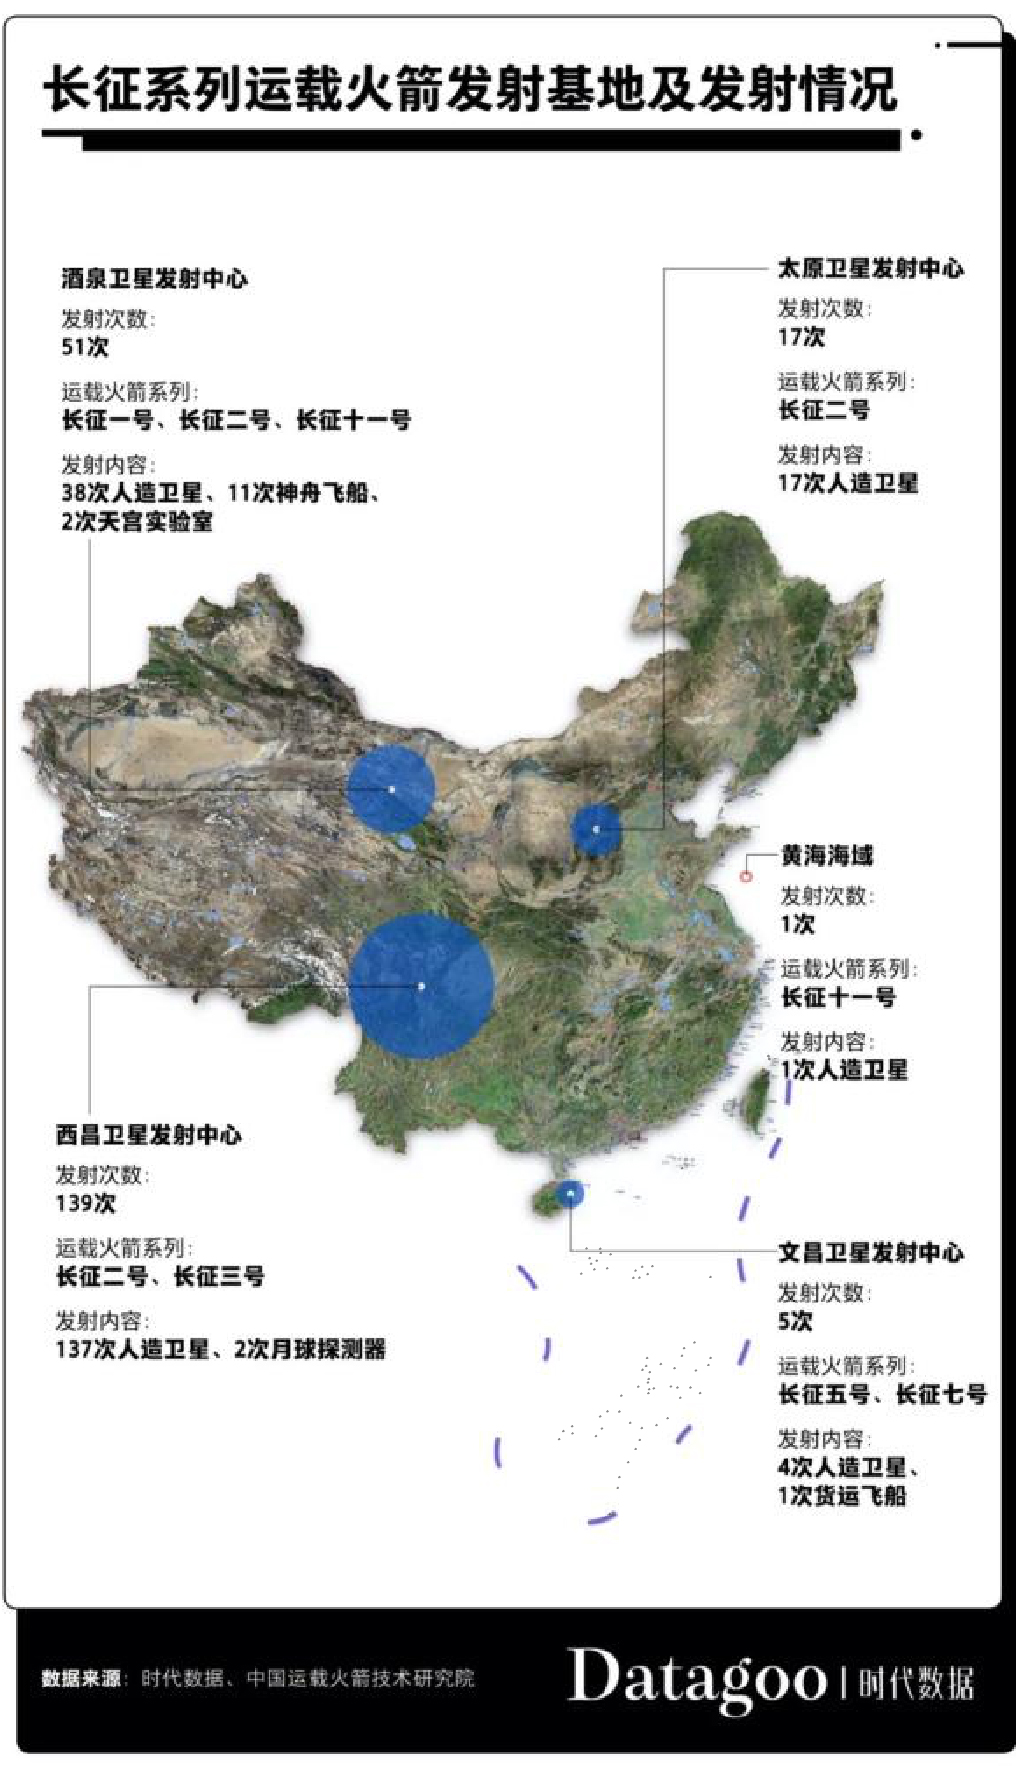 长征系列运载火箭发射基地及发射情况
酒泉卫星发射中心
发射次数:
51次
运载火箭系列:
长征一号、长征二号、长征十一号
发射内容:
38次人造卫星、11次神舟飞船、
2次天宫实验室
太原卫星发射中心
发射次数:
17次
运载火箭系列:
长征二号
发射内容:
17次人造卫星
黄海海域
发射次数:
1次
运载火箭系列:
长征十一号
发射内容:
1次人造卫星
西昌卫星发射中心
发射次数:
139次
运载火箭系列:
长征二号、长征三号
发射内容:
137次人造卫星、2次月球探测器
文昌卫星发射中心
发射次数:
5次
运载火箭系列:
长征五号、长征七号
发射内容:
4次人造卫星、
1次货运飞船
数据来源: 时代数据、中国运载火箭技术研究院
Datagoo | 时代数据